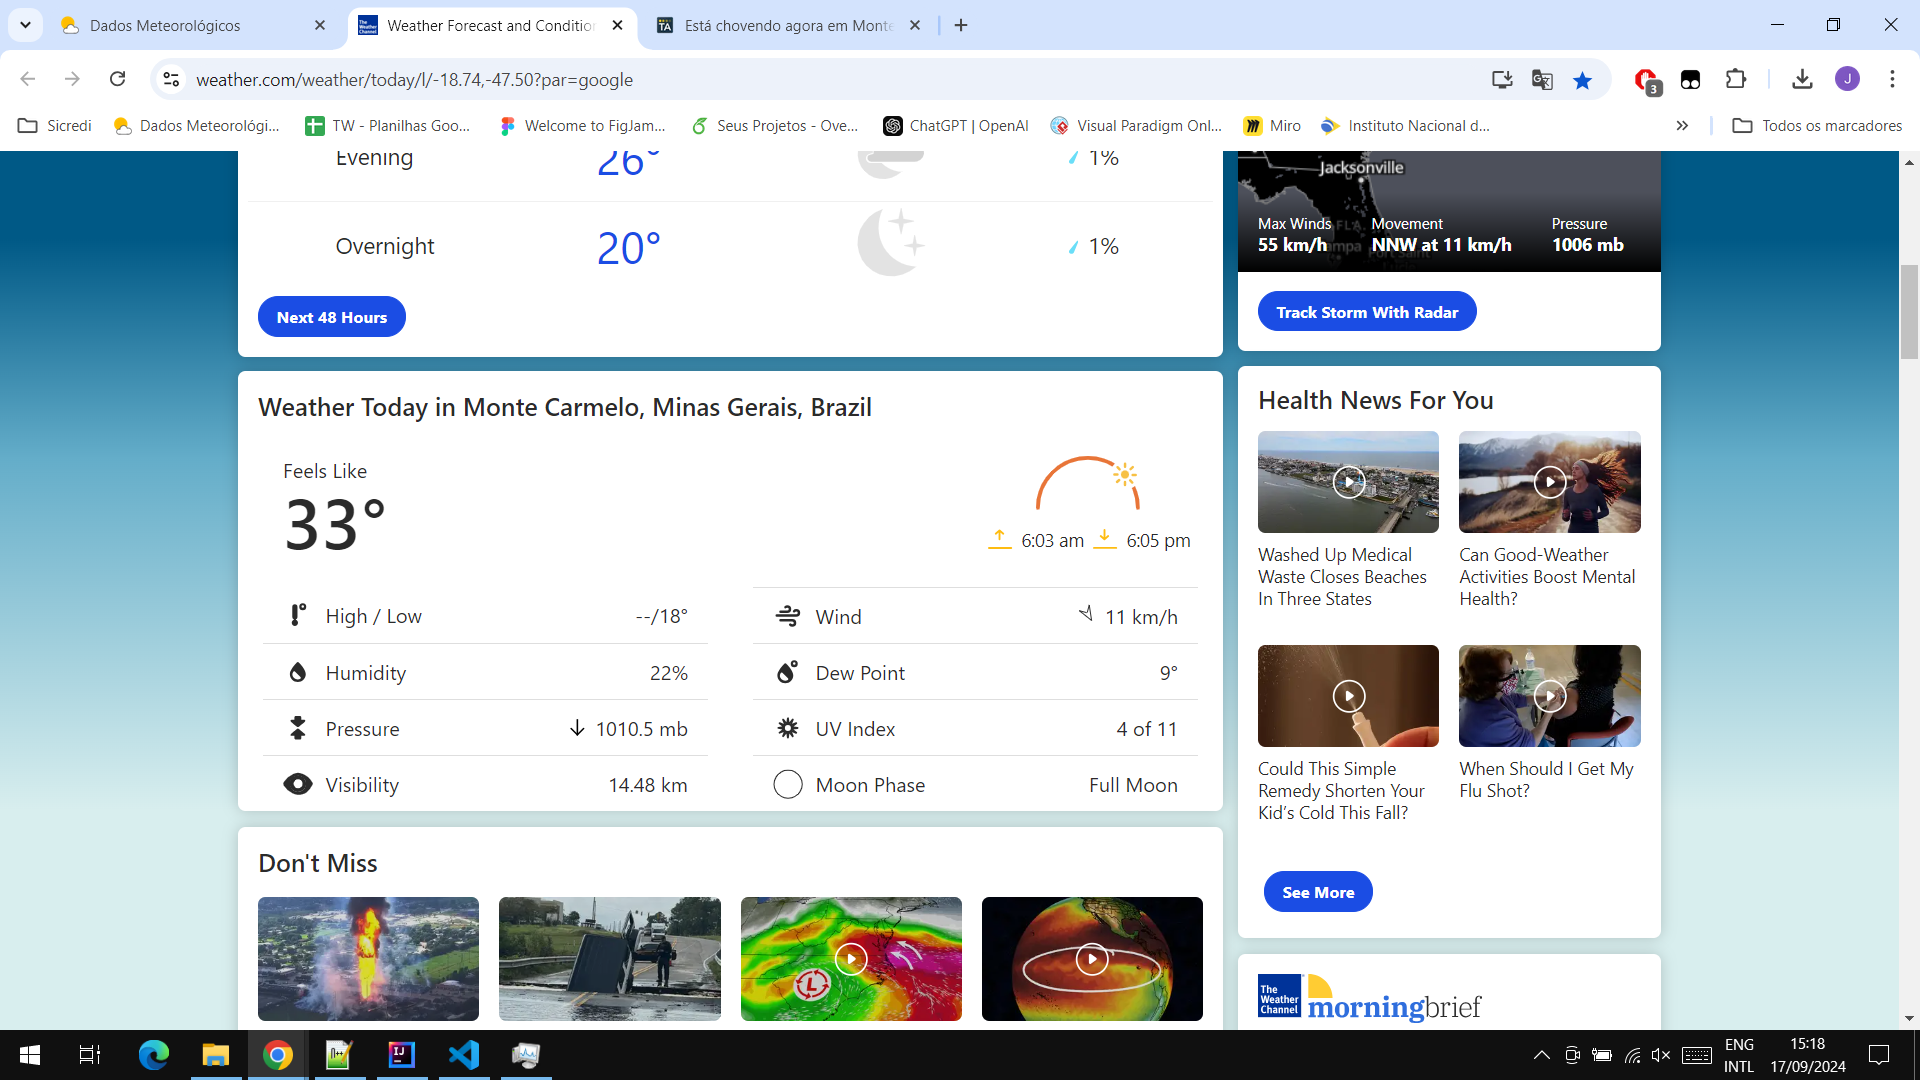 Dados Meteorológicos
Weather Forecast and Conditio
Está chovendo agora em Monte
weather.com/weather/today/l/-18.74,-47.50?par=google
3
J
Sicredi
Dados Meteorológi...
TW - Planilhas Goo...
Welcome to FigJam...
Seus Projetos - Ove...
ChatGPT | OpenAI
Visual Paradigm Onl...
Miro
Instituto Nacional d...
Todos os marcadores
Evening 26° 1%
Overnight 20° 1%
Next 48 Hours
Jacksonville
Max Winds
55 km/h
Movement
NNW at 11 km/h
Pressure
1006 mb
Track Storm With Radar
Weather Today in Monte Carmelo, Minas Gerais, Brazil
Feels Like
33°
6:03 am 6:05 pm
High / Low --/18°
Wind 11 km/h
Humidity 22%
Dew Point 9°
Pressure 1010.5 mb
UV Index 4 of 11
Visibility 14.48 km
Moon Phase Full Moon
Health News For You
Washed Up Medical
Waste Closes Beaches
In Three States
Can Good-Weather
Activities Boost Mental
Health?
Could This Simple
Remedy Shorten Your
Kid’s Cold This Fall?
When Should I Get My
Flu Shot?
See More
Don't Miss
L
The
Weather
Channel
morningbrief
ENG
INTL
15:18
17/09/2024